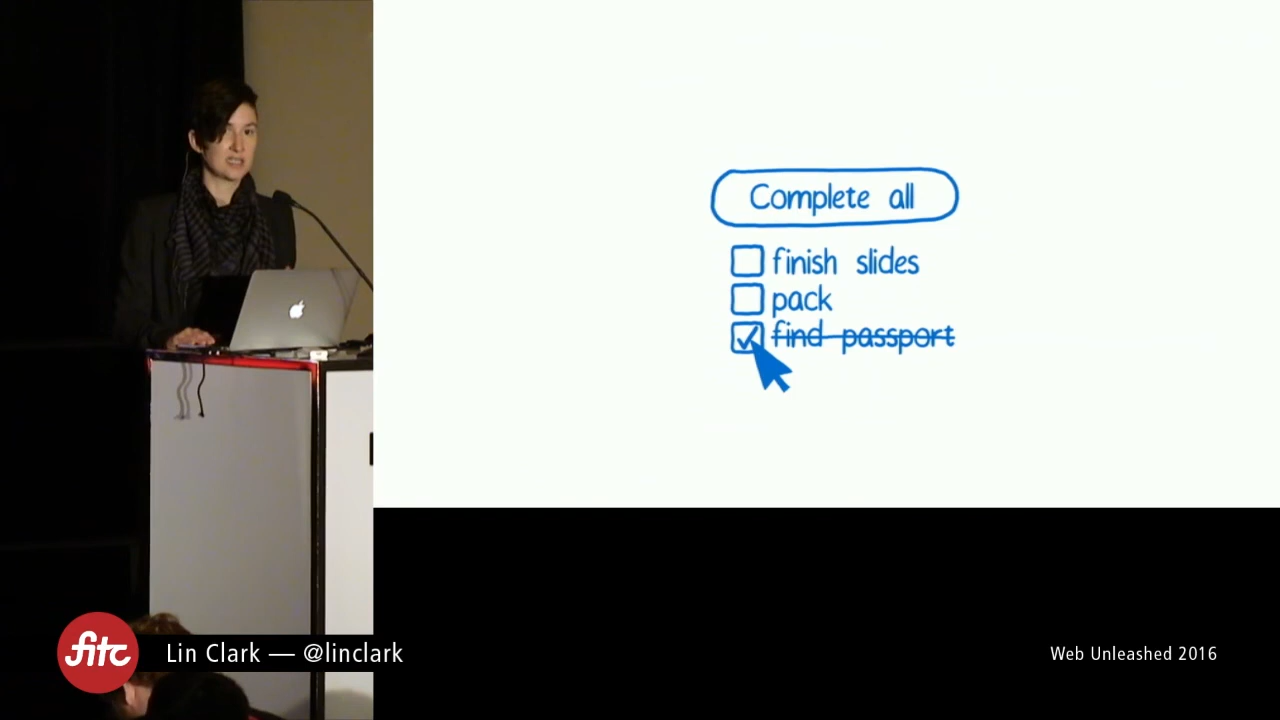 Complete all
finish slides
pack
find passport
fitc
Lin Clark — @linclark
Web Unleashed 2016